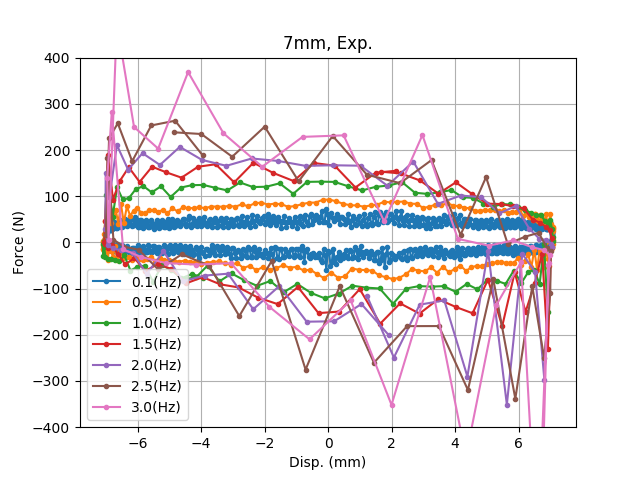 7mm, Exp.
Force (N)
400
300
200
100
0
−100
−200
−300
−400
0.1(Hz)
0.5(Hz)
1.0(Hz)
1.5(Hz)
2.0(Hz)
2.5(Hz)
3.0(Hz)
−6 −4 −2 0 2 4 6
Disp. (mm)